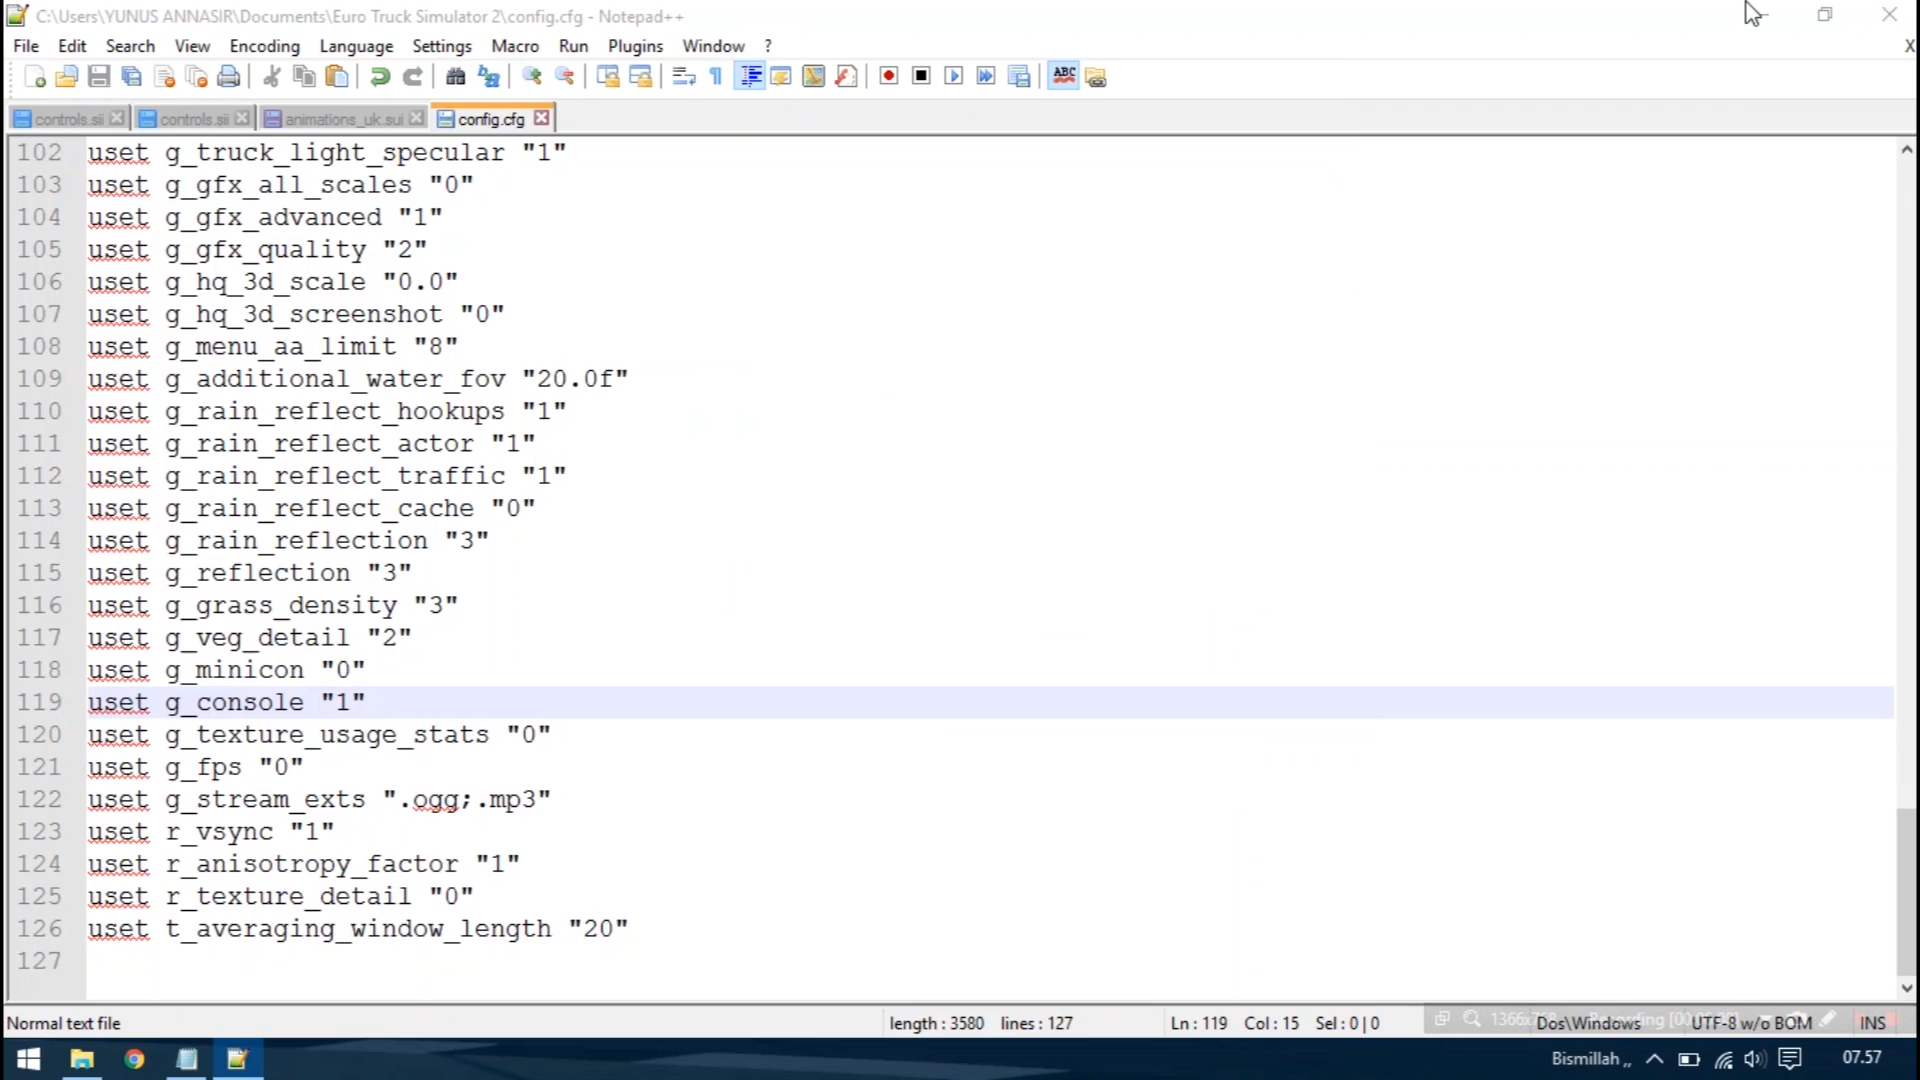 C:\Users\YUNUS ANNASIR\Documents\Euro Truck Simulator 2\config.cfg - Notepad++
File Edit Search View Encoding Language Settings Macro Run Plugins Window ? X
ABC
controls.sii controls.sii animations_uk.sui config.cfg
102 uset g_truck_light_specular "1"
103 uset g_gfx_all_scales "0"
104 uset g_gfx_advanced "1"
105 uset g_gfx_quality "2"
106 uset g_hq_3d_scale "0.0"
107 uset g_hq_3d_screenshot "0"
108 uset g_menu_aa_limit "8"
109 uset g_additional_water_fov "20.0f"
110 uset g_rain_reflect_hookups "1"
111 uset g_rain_reflect_actor "1"
112 uset g_rain_reflect_traffic "1"
113 uset g_rain_reflect_cache "0"
114 uset g_rain_reflection "3"
115 uset g_reflection "3"
116 uset g_grass_density "3"
117 uset g_veg_detail "2"
118 uset g_minicon "0"
119 uset g_console "1"
120 uset g_texture_usage_stats "0"
121 uset g_fps "0"
122 uset g_stream_exts ".ogg;.mp3"
123 uset r_vsync "1"
124 uset r_anisotropy_factor "1"
125 uset r_texture_detail "0"
126 uset t_averaging_window_length "20"
127
Normal text file length : 3580 lines : 127 Ln : 119 Col : 15 Sel : 0 | 0 Dos\Windows UTF-8 w/o BOM INS
Bismillah ,, 07.57